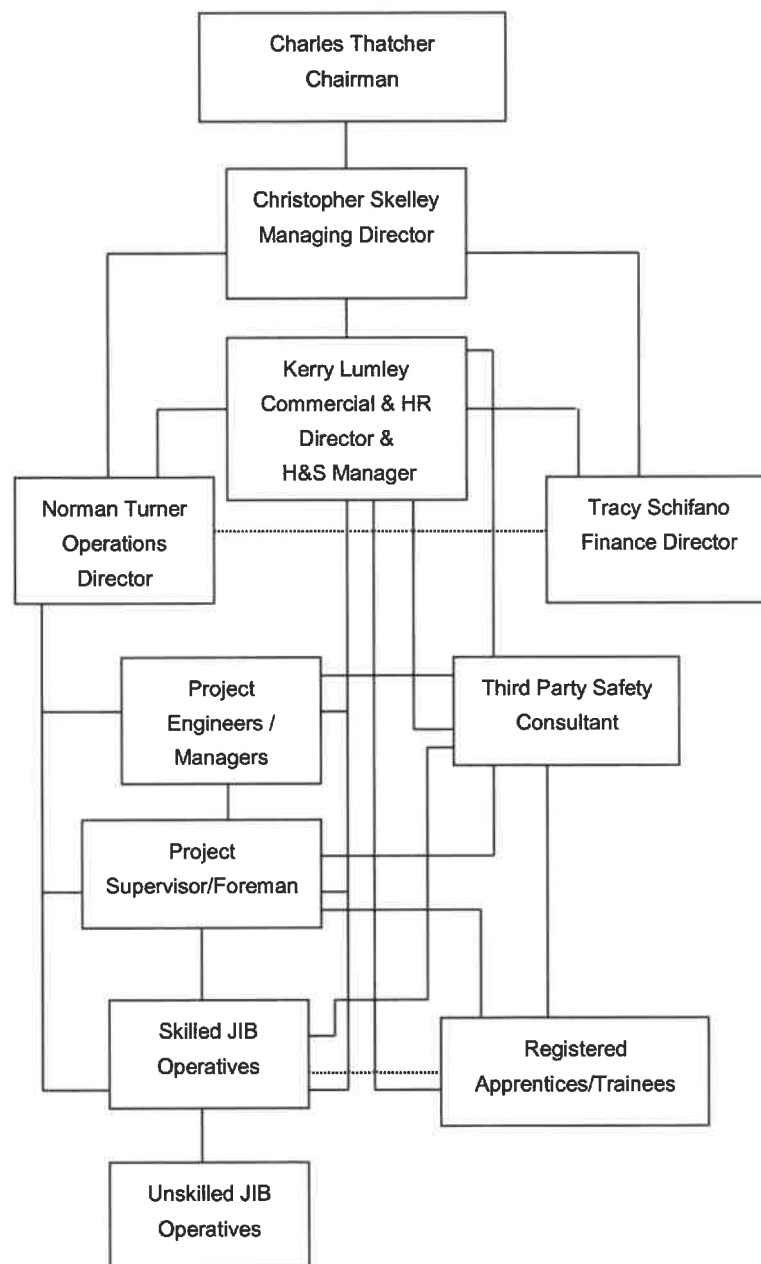 Charles Thatcher
Chairman
Christopher Skelley
Managing Director
Kerry Lumley
Commercial & HR
Director &
H&S Manager
Norman Turner
Operations
Director
Tracy Schifano
Finance Director
Project
Engineers /
Managers
Third Party Safety
Consultant
Project
Supervisor/Foreman
Skilled JIB
Operatives
Registered
Apprentices/Trainees
Unskilled JIB
Operatives